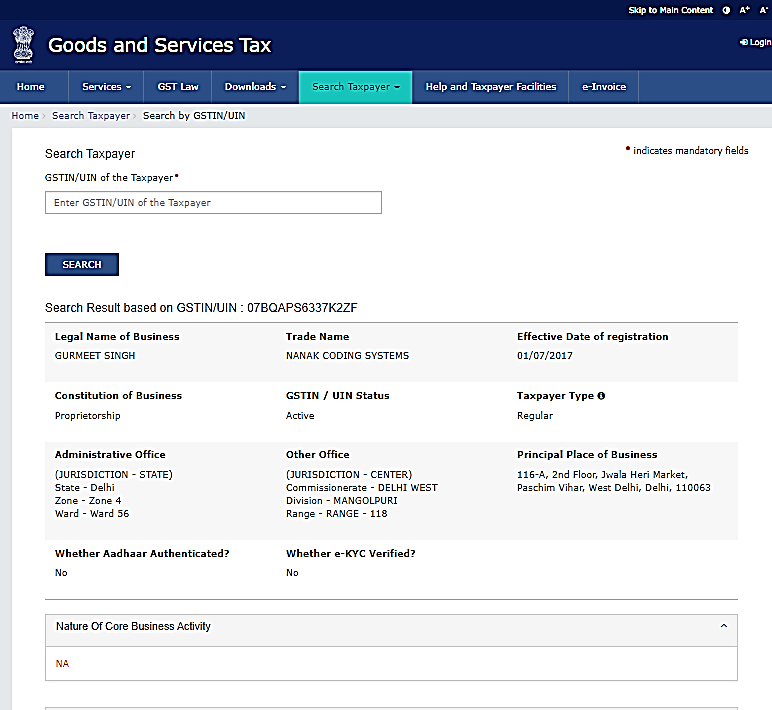 Skip to Main Content A+ A-
Goods and Services Tax
Login
Home Services GST Law Downloads Search Taxpayer Help and Taxpayer Facilities e-Invoice
Home Search Taxpayer Search by GSTIN/UIN
Search Taxpayer
• indicates mandatory fields
GSTIN/UIN of the Taxpayer•
Enter GSTIN/UIN of the Taxpayer
SEARCH
Search Result based on GSTIN/UIN : 07BQAPS6337K2ZF
Legal Name of Business Trade Name Effective Date of registration
GURMEET SINGH NANAK CODING SYSTEMS 01/07/2017
Constitution of Business GSTIN / UIN Status Taxpayer Type
Proprietorship Active Regular
Administrative Office Other Office Principal Place of Business
(JURISDICTION - STATE) (JURISDICTION - CENTER) 116-A, 2nd Floor, Jwala Heri Market,
State - Delhi Commissionerate - DELHI WEST Paschim Vihar, West Delhi, Delhi, 110063
Zone - Zone 4 Division - MANGOLPURI
Ward - Ward 56 Range - RANGE - 118
Whether Aadhaar Authenticated? Whether e-KYC Verified?
No No
Nature Of Core Business Activity
NA